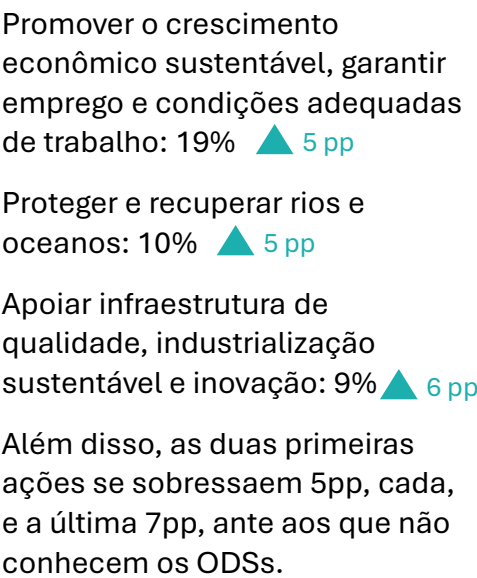 Promover o crescimento
econômico sustentável, garantir
emprego e condições adequadas
de trabalho: 19% 5 pp
Proteger e recuperar rios e
oceanos: 10% 5 pp
Apoiar infraestrutura de
qualidade, industrialização
sustentável e inovação: 9% 6 pp
Além disso, as duas primeiras
ações se sobressaem 5pp, cada,
e a última 7pp, ante aos que não
conhecem os ODSs.